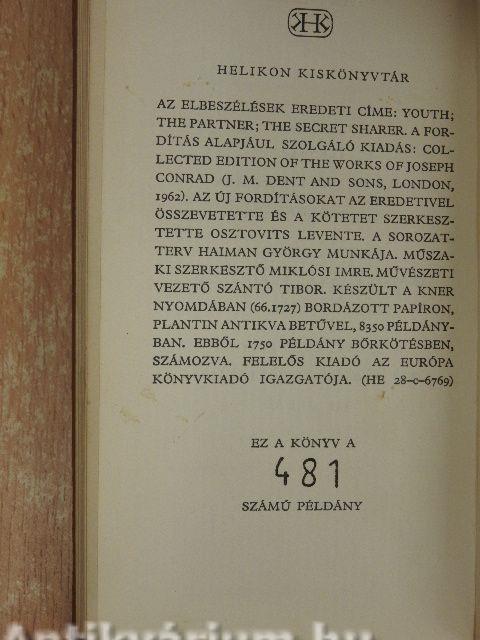 KHK
HELIKON KISKÖNYVTÁR
AZ ELBESZÉLÉSEK EREDETI CÍME: YOUTH;
THE PARTNER; THE SECRET SHARER. A FOR-
DÍTÁS ALAPJÁUL SZOLGÁLÓ KIADÁS: COL-
LECTED EDITION OF THE WORKS OF JOSEPH
CONRAD (J. M. DENT AND SONS, LONDON,
1962). AZ ÚJ FORDÍTÁSOKAT AZ EREDETIVEL
ÖSSZEVETETTE ÉS A KÖTETET SZERKESZ-
TETTE OSZTOVITS LEVENTE. A SOROZAT-
TERV HAIMAN GYÖRGY MUNKÁJA. MŰSZA-
KI SZERKESZTŐ MIKLÓSI IMRE. MŰVÉSZETI
VEZETŐ SZÁNTÓ TIBOR. KÉSZÜLT A KNER
NYOMDÁBAN (66.1727) BORDÁZOTT PAPÍRON,
PLANTIN ANTIKVA BETŰVEL, 8350 PÉLDÁNY-
BAN. EBBŐL 1750 PÉLDÁNY BŐRKÖTÉSBEN,
SZÁMOZVA. FELELŐS KIADÓ AZ EURÓPA
KÖNYVKIADÓ IGAZGATÓJA. (HE 28–c–6769)
EZ A KÖNYV A
481
SZÁMÚ PÉLDÁNY
Antikvárium.hu